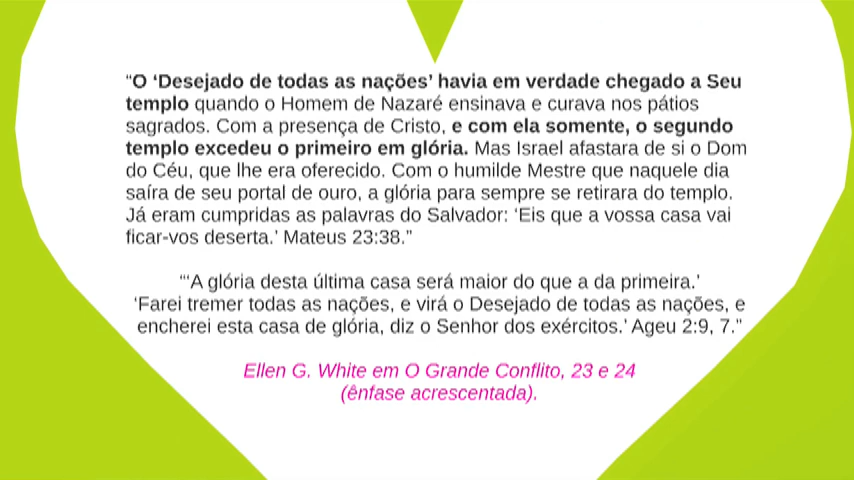 “O ‘Desejado de todas as nações’ havia em verdade chegado a Seu
templo quando o Homem de Nazaré ensinava e curava nos pátios
sagrados. Com a presença de Cristo, e com ela somente, o segundo
templo excedeu o primeiro em glória. Mas Israel afastara de si o Dom
do Céu, que lhe era oferecido. Com o humilde Mestre que naquele dia
saíra de seu portal de ouro, a glória para sempre se retirara do templo.
Já eram cumpridas as palavras do Salvador: ‘Eis que a vossa casa vai
ficar-vos deserta.’ Mateus 23:38.”
“‘A glória desta última casa será maior do que a da primeira.’
‘Farei tremer todas as nações, e virá o Desejado de todas as nações, e
encherei esta casa de glória, diz o Senhor dos exércitos.’ Ageu 2:9, 7.”
Ellen G. White em O Grande Conflito, 23 e 24
(ênfase acrescentada).